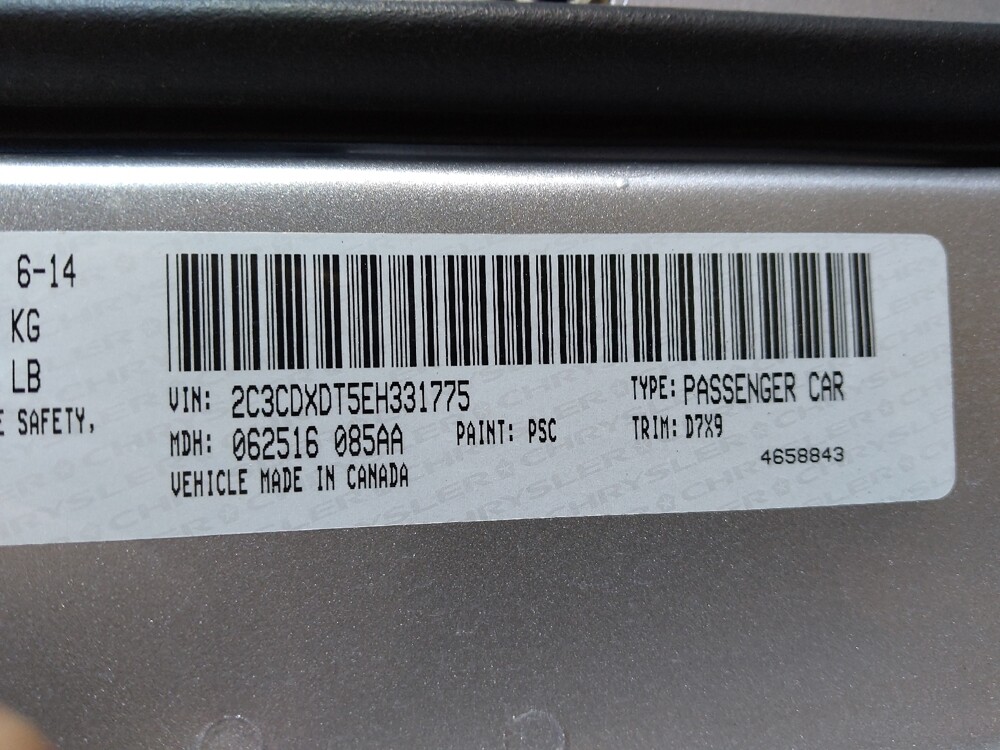 6-14
KG
LB
E SAFETY,
VIN: 2C3CDXDT5EH331775
TYPE: PASSENGER CAR
MDH: 062516 085AA
PAINT: PSC
TRIM: D7X9
VEHICLE MADE IN CANADA
4658843